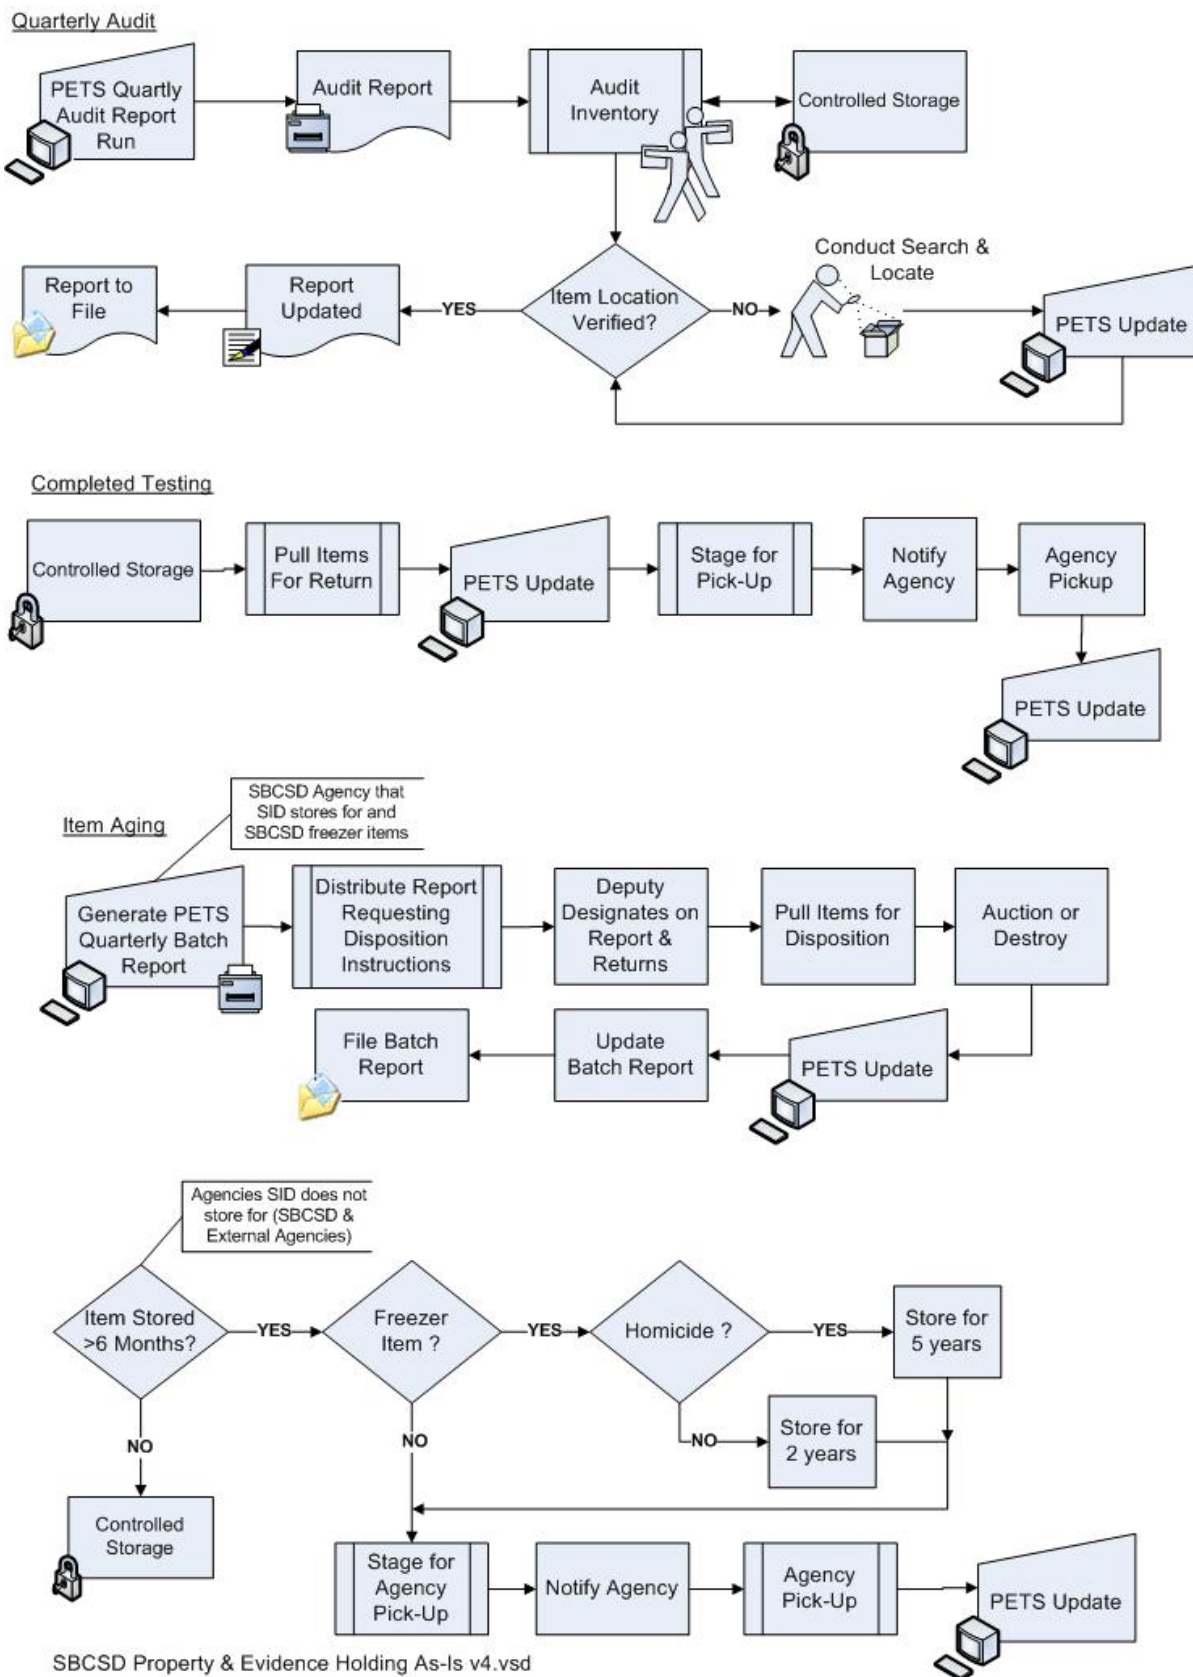 Quarterly Audit
PETS Quartly
Audit Report
Run
Audit Report
Audit
Inventory
Controlled Storage
Conduct Search &
Locate
Report to
File
Report
Updated
YES
Item Location
Verified?
NO
PETS Update
Completed Testing
Controlled Storage
Pull Items
For Return
PETS Update
Stage for
Pick-Up
Notify
Agency
Agency
Pickup
PETS Update
SBCSD Agency that
SID stores for and
SBCSD freezer items
Item Aging
Generate PETS
Quarterly Batch
Report
Distribute Report
Requesting
Disposition
Instructions
Deputy
Designates on
Report &
Returns
Pull Items for
Disposition
Auction or
Destroy
File Batch
Report
Update
Batch Report
PETS Update
Agencies SID does not
store for (SBCSD &
External Agencies)
Item Stored
>6 Months?
YES
Freezer
Item ?
YES
Homicide ?
YES
Store for
5 years
NO
NO
NO
Store for
2 years
Controlled
Storage
Stage for
Agency
Pick-Up
Notify Agency
Agency
Pick-Up
PETS Update
SBCSD Property & Evidence Holding As-Is v4.vsd